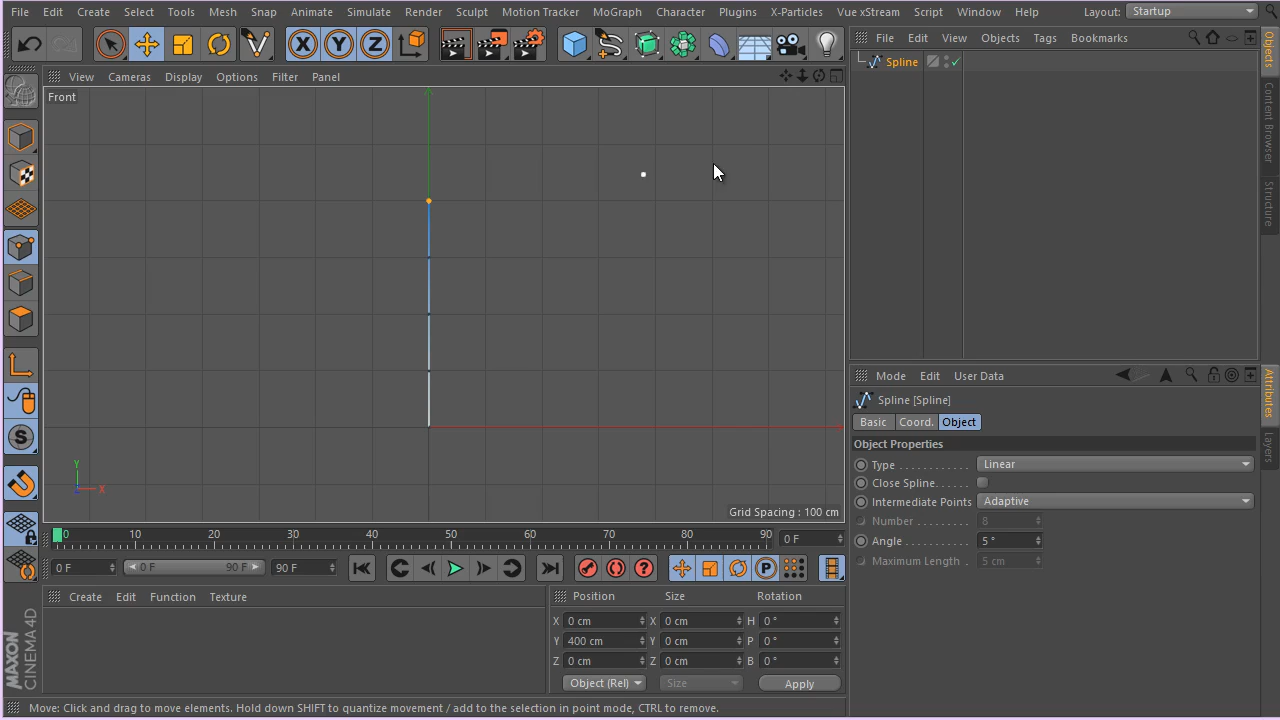 File Edit Create Select Tools Mesh Snap Animate Simulate Render Sculpt Motion Tracker MoGraph Character Plugins X-Particles Vue xStream Script Window Help Layout: Startup
X Y Z
File Edit View Objects Tags Bookmarks
View Cameras Display Options Filter Panel
Spline
Front
Objects
Content Browser
Structure
S
Y
X
Grid Spacing : 100 cm
Mode Edit User Data
Spline [Spline]
Basic Coord. Object
Object Properties
Type . . . . . . . . . . . . Linear
Close Spline. . . . . .
Intermediate Points Adaptive
Number . . . . . . . . . 8
Angle . . . . . . . . . . . 5 °
Maximum Length . 5 cm
Attributes
Layers
0 10 20 30 40 50 60 70 80 90 0 F
0 F 0 F 90 F 90 F
P
Create Edit Function Texture
Position Size Rotation
X 0 cm X 0 cm H 0 °
Y 400 cm Y 0 cm P 0 °
Z 0 cm Z 0 cm B 0 °
Object (Rel) Size Apply
MAXON
CINEMA 4D
Move: Click and drag to move elements. Hold down SHIFT to quantize movement / add to the selection in point mode, CTRL to remove.